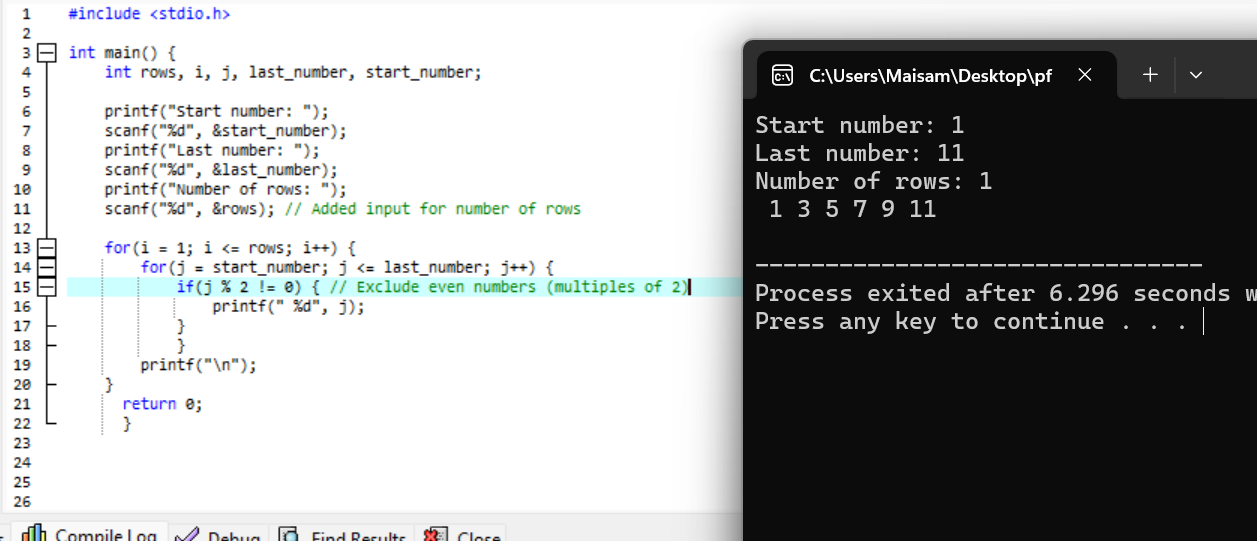 1 #include <stdio.h>
2
3 int main() {
4 int rows, i, j, last_number, start_number;
5
6 printf("Start number: ");
7 scanf("%d", &start_number);
8 printf("Last number: ");
9 scanf("%d", &last_number);
10 printf("Number of rows: ");
11 scanf("%d", &rows); // Added input for number of rows
12
13 for(i = 1; i <= rows; i++) {
14 for(j = start_number; j <= last_number; j++) {
15 if(j % 2 != 0) { // Exclude even numbers (multiples of 2)
16 printf(" %d", j);
17 }
18 }
19 printf("\n");
20 }
21 return 0;
22 }
23
24
25
26
Compile Log Debug Find Results Close
C:\Users\Maisam\Desktop\pf
Start number: 1
Last number: 11
Number of rows: 1
1 3 5 7 9 11
--------------------------------
Process exited after 6.296 seconds w
Press any key to continue . . .